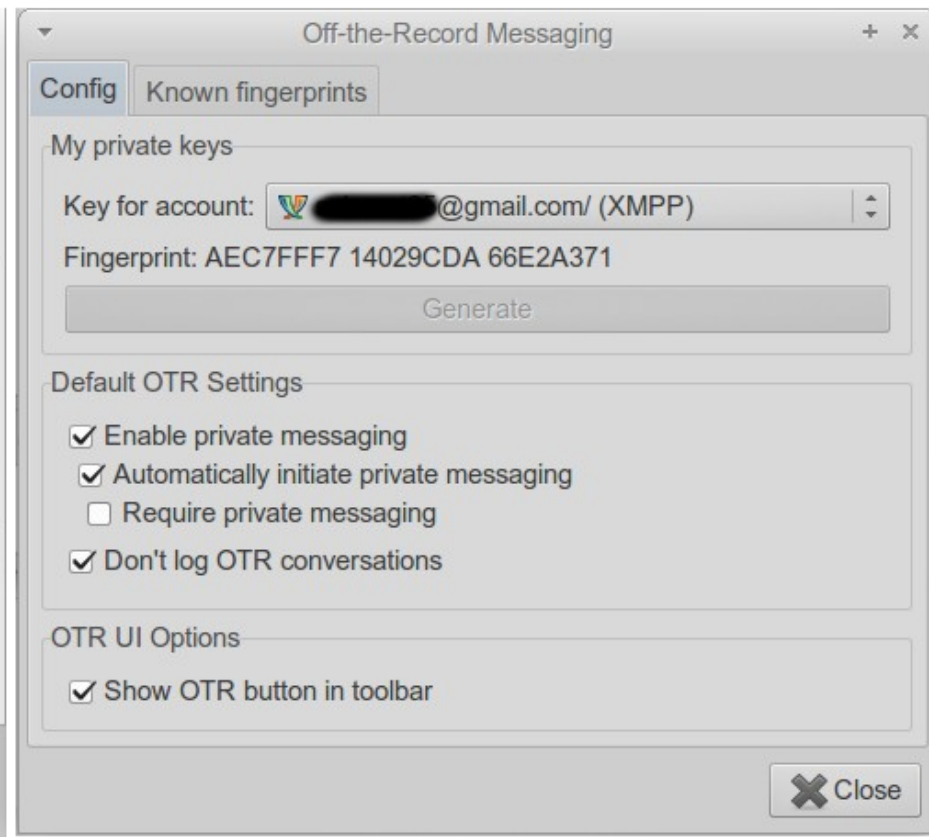 Off-the-Record Messaging
Config Known fingerprints
My private keys
Key for account: @gmail.com/ (XMPP)
Fingerprint: AEC7FFF7 14029CDA 66E2A371
Generate
Default OTR Settings
Enable private messaging
Automatically initiate private messaging
Require private messaging
Don't log OTR conversations
OTR UI Options
Show OTR button in toolbar
Close